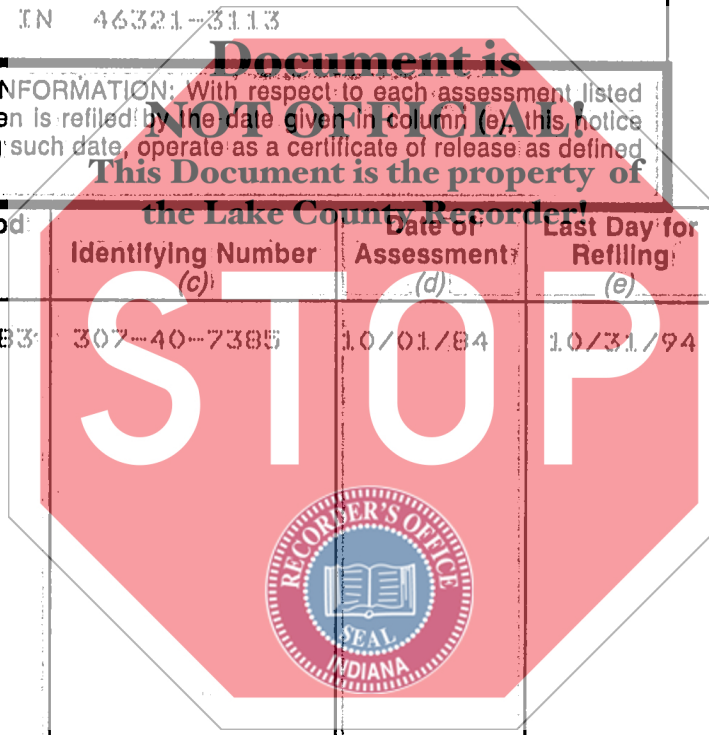 IN 46321-3113
Document is
NFORMATION: With respect to each assessment listed
NOT OFFICIAL!
en is refiled by the date given in column (e), this notice
such date, operate as a certificate of release as defined
This Document is the property of
the Lake County Recorder!
od
Identifying Number
(c)
Date of
Assessment
(d)
Last Day for
Refiling
(e)
83 307-40-7385 10/01/84 10/31/94
STOP
RECORDER'S OFFICE
SEAL
INDIANA